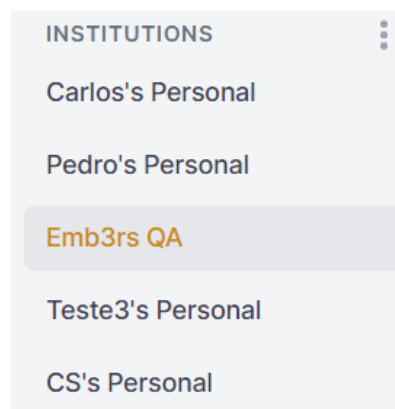 INSTITUTIONS
Carlos's Personal
Pedro's Personal
Emb3rs QA
Teste3's Personal
CS's Personal